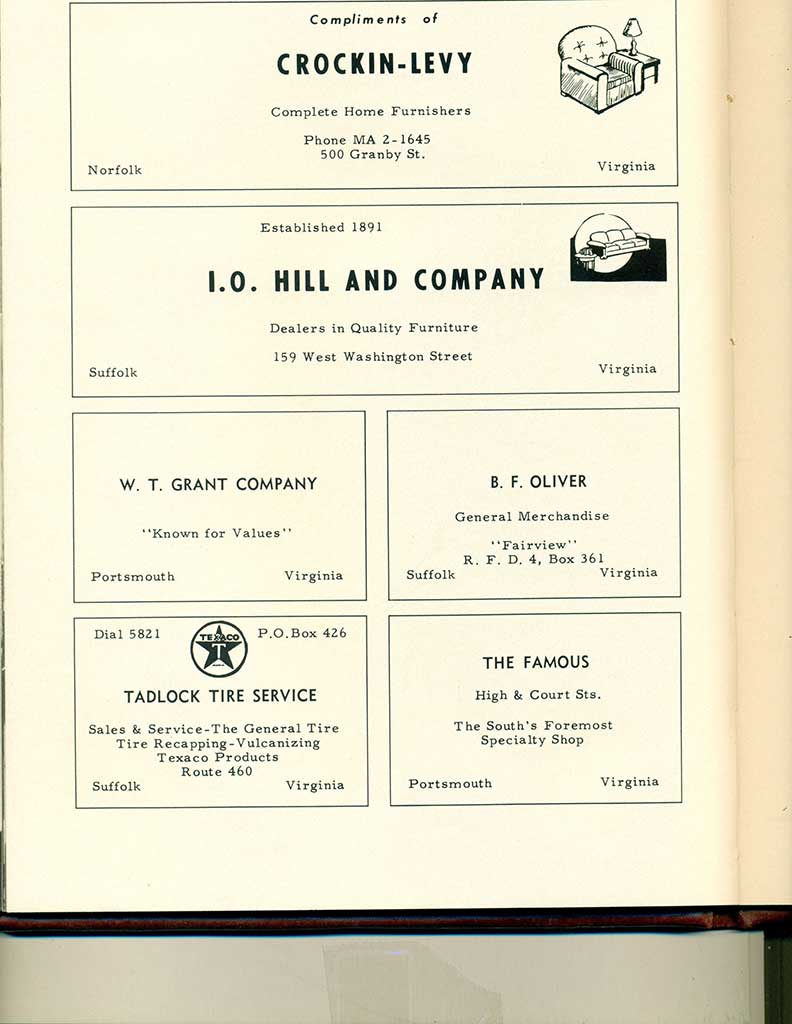 Compliments of
CROCKIN-LEVY
Complete Home Furnishers
Phone MA 2-1645
500 Granby St.
Norfolk Virginia
Established 1891
I.O. HILL AND COMPANY
Dealers in Quality Furniture
159 West Washington Street
Suffolk Virginia
W. T. GRANT COMPANY
''Known for Values''
Portsmouth Virginia
B. F. OLIVER
General Merchandise
''Fairview''
R. F. D. 4, Box 361
Suffolk Virginia
Dial 5821 TEXACO T P.O.Box 426
TADLOCK TIRE SERVICE
Sales & Service-The General Tire
Tire Recapping-Vulcanizing
Texaco Products
Route 460
Suffolk Virginia
THE FAMOUS
High & Court Sts.
The South's Foremost
Specialty Shop
Portsmouth Virginia